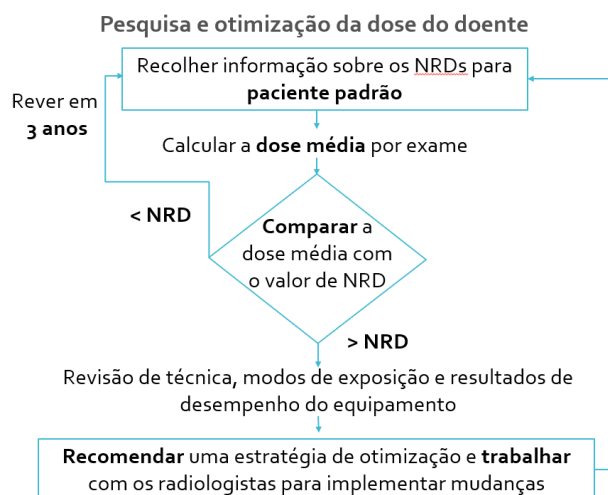 Pesquisa e otimização da dose do doente
Recolher informação sobre os NRDs para
paciente padrão
Rever em
3 anos
Calcular a dose média por exame
< NRD
Comparar a
dose média com
o valor de NRD
> NRD
Revisão de técnica, modos de exposição e resultados de
desempenho do equipamento
Recomendar uma estratégia de otimização e trabalhar
com os radiologistas para implementar mudanças